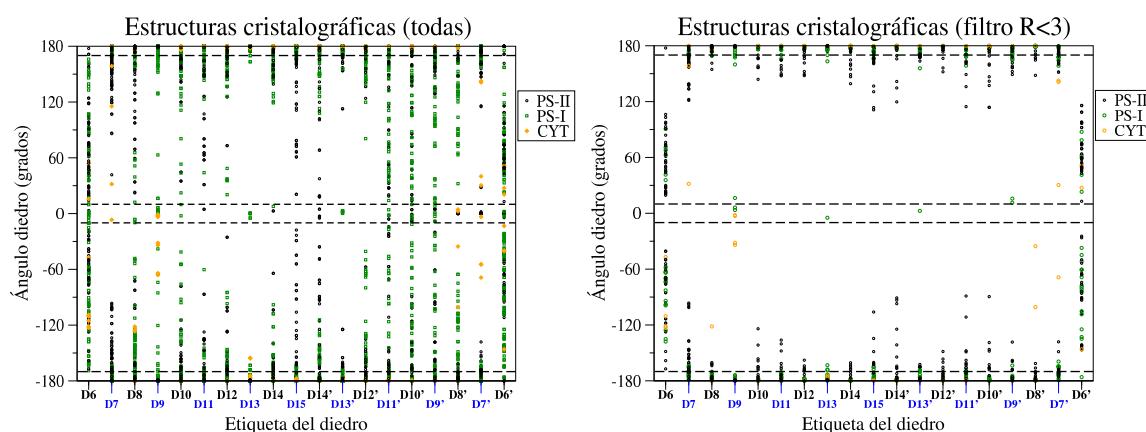 Estructuras cristalográficas (todas)
Ángulo diedro (grados)
180
120
60
0
-60
-120
-180
PS-II
PS-I
CYT
D6 D8 D10 D12 D14 D14' D12' D10' D8' D6'
D7 D9 D11 D13 D15 D13' D11' D9' D7'
Etiqueta del diedro
Estructuras cristalográficas (filtro R<3)
Ángulo diedro (grados)
180
120
60
0
-60
-120
-180
PS-II
PS-I
CYT
D6 D8 D10 D12 D14 D14' D12' D10' D8' D6'
D7 D9 D11 D13 D15 D13' D11' D9' D7'
Etiqueta del diedro